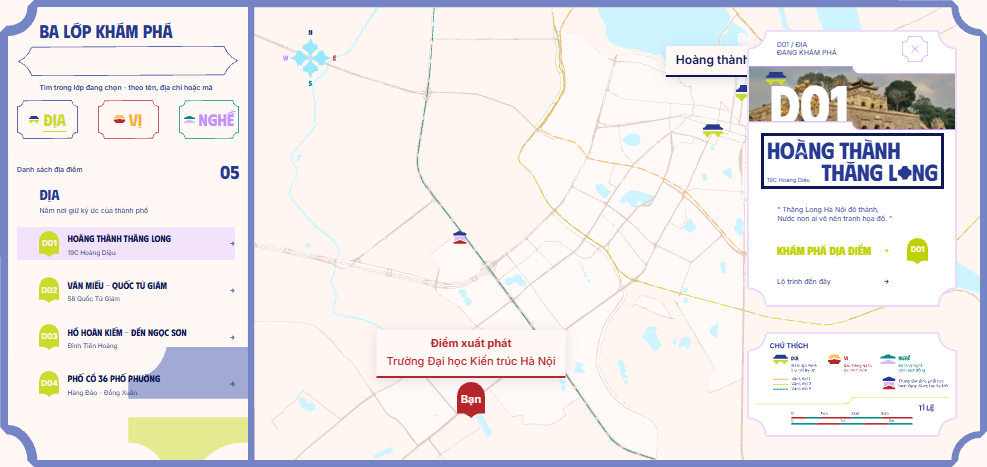 BA LỚP KHÁM PHÁ
Tìm trong lớp đang chọn - theo tên, địa chỉ hoặc mã
ĐỊA
VỊ
NGHỀ
Danh sách địa điểm
05
ĐỊA
Năm nơi giữ ký ức của thành phố
D01
HOÀNG THÀNH THĂNG LONG
19C Hoàng Diệu
D02
VĂN MIẾU - QUỐC TỬ GIÁM
58 Quốc Tử Giám
D03
HỒ HOÀN KIẾM - ĐỀN NGỌC SƠN
Đinh Tiên Hoàng
D04
PHỐ CỔ 36 PHỐ PHƯỜNG
Hàng Đào - Đồng Xuân
N
W
E
S
Điểm xuất phát
Trường Đại học Kiến trúc Hà Nội
Bạn
Hoàng thành
D01 / ĐỊA
ĐANG KHÁM PHÁ
D01
HOÀNG THÀNH
19C Hoàng Diệu
THĂNG LONG
" Thăng Long Hà Nội đô thành,
Nước non ai vẽ nên tranh họa đồ. "
KHÁM PHÁ ĐỊA ĐIỂM
D01
Lộ trình đến đây
CHÚ THÍCH
ĐỊA
VỊ
NGHỀ
TỈ LỆ